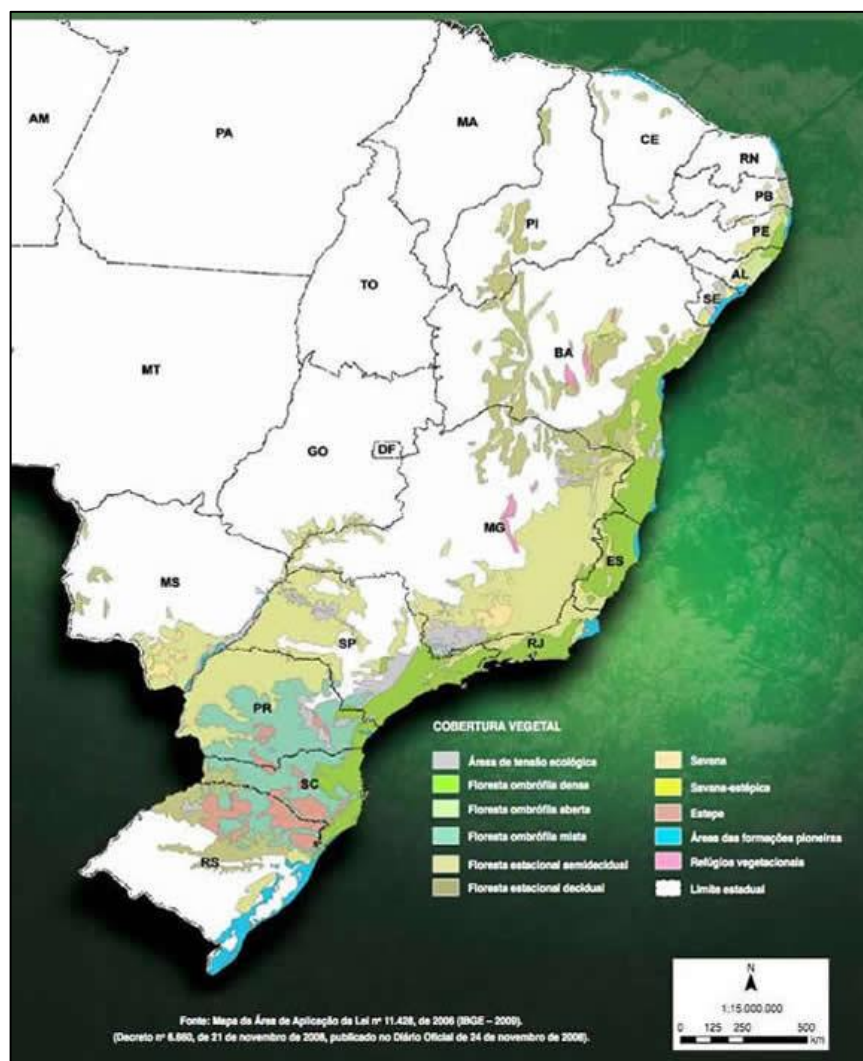 AM
PA
MA
CE
RN
PB
PE
PI
AL
SE
TO
BA
MT
GO
DF
MG
ES
MS
SP
RJ
PR
SC
RS
COBERTURA VEGETAL
Área de tensão ecológica
Floresta ombrófila densa
Floresta ombrófila aberta
Floresta ombrófila mista
Floresta estacional semidecidual
Floresta estacional decidual
Savana
Savana-estépica
Estepe
Áreas das formações pioneiras
Refúgios vegetacionais
Limite estadual
N
1:15.000.000
0 125 250 500
Km
Fonte: Mapa da Área de Aplicação da Lei nº 11.428, de 2006 (IBGE – 2009).
(Decreto nº 6.660, de 21 de novembro de 2008, publicado no Diário Oficial de 24 de novembro de 2008).